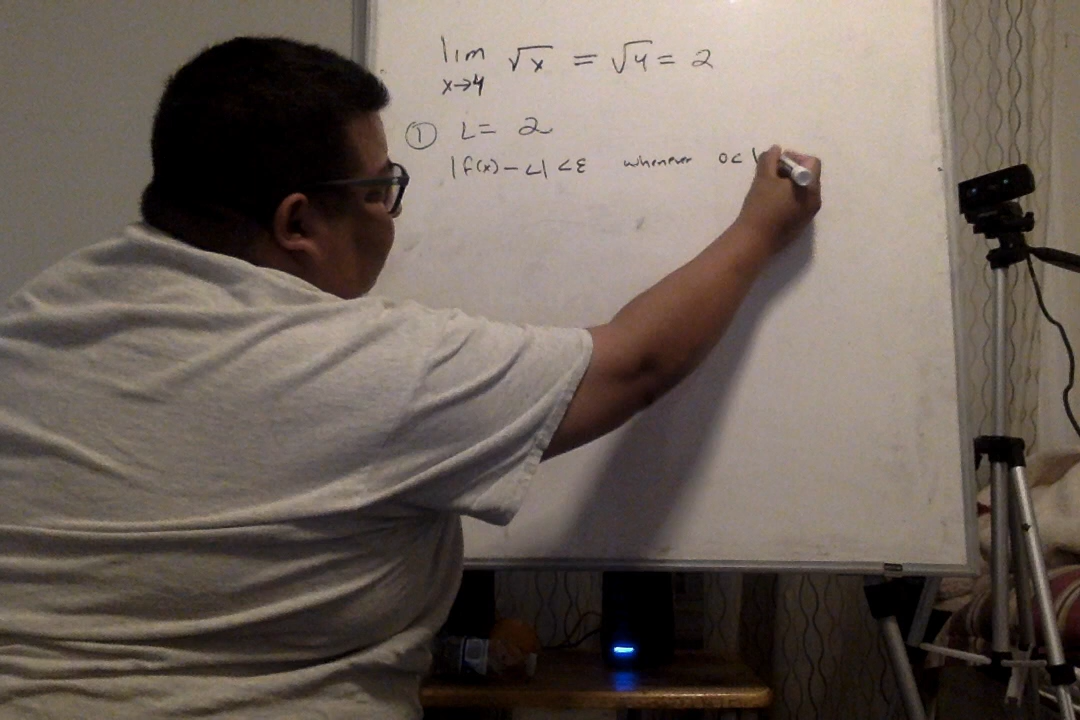 lim √x = √4 = 2
x→4
① L = 2
|f(x) - L| < ε whenever 0 < |